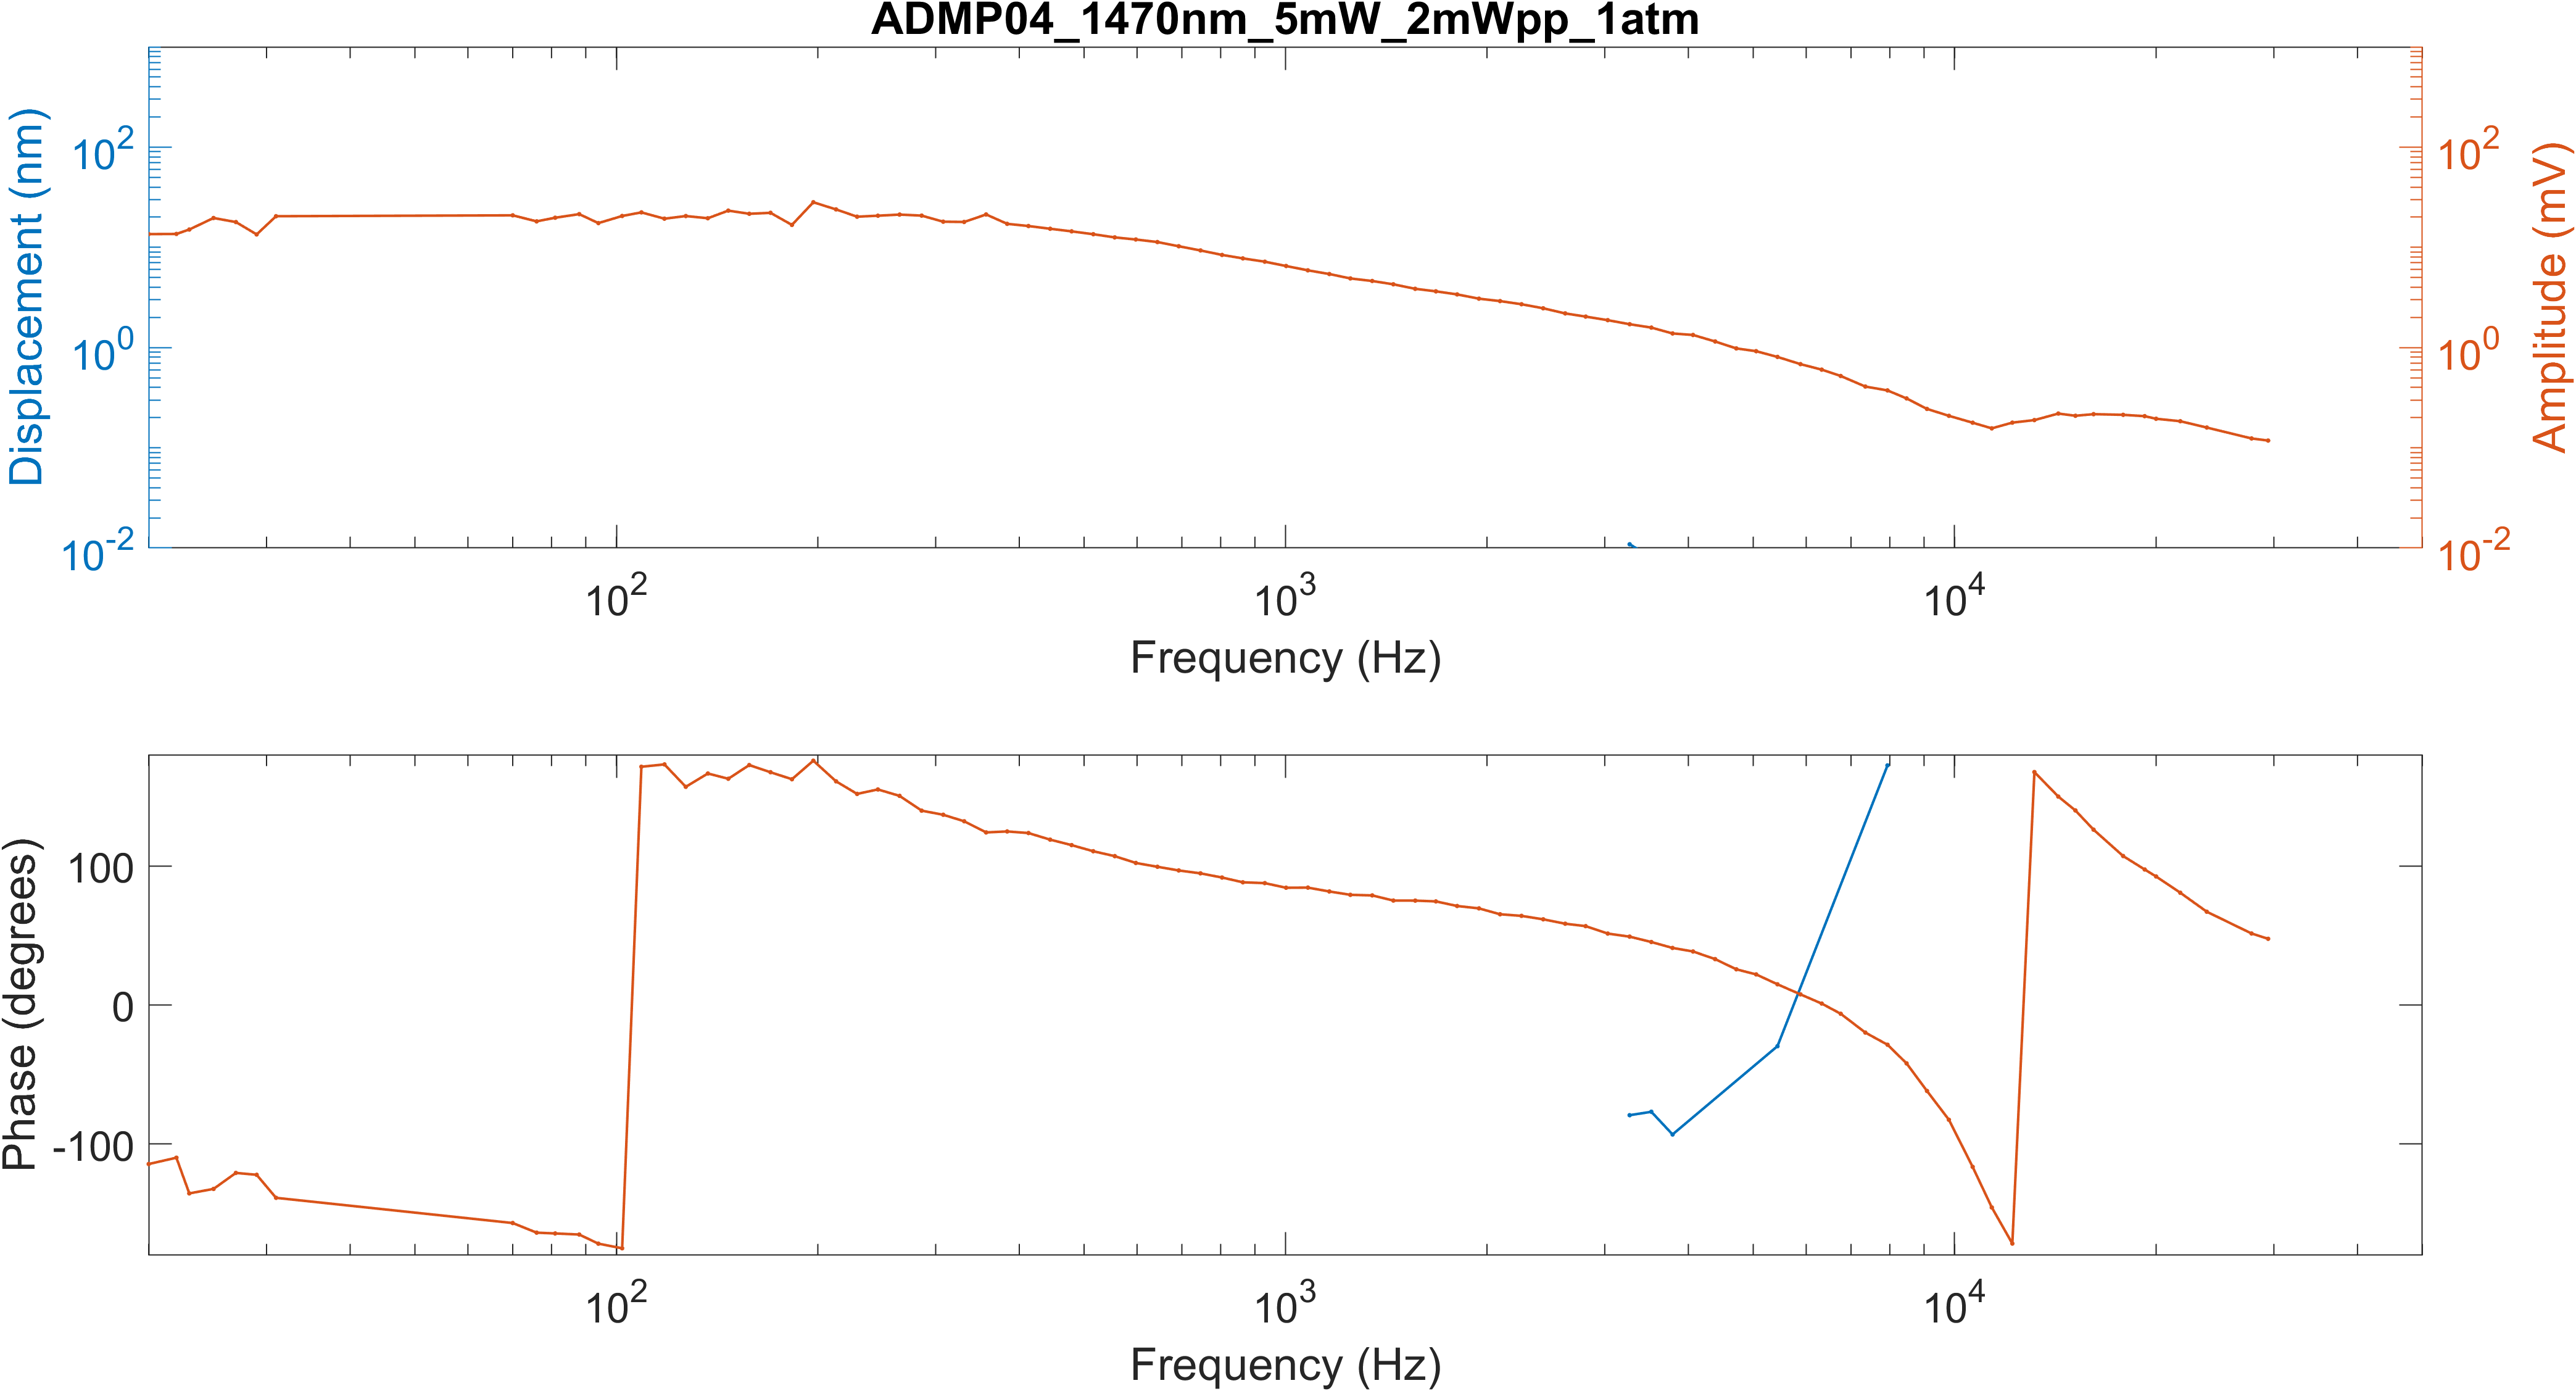 ADMP04_1470nm_5mW_2mWpp_1atm
Displacement (nm)
10^2
10^0
10^-2
10^2
10^0
10^-2
Amplitude (mV)
10^2 10^3 10^4
Frequency (Hz)
Phase (degrees)
100
0
-100
10^2 10^3 10^4
Frequency (Hz)